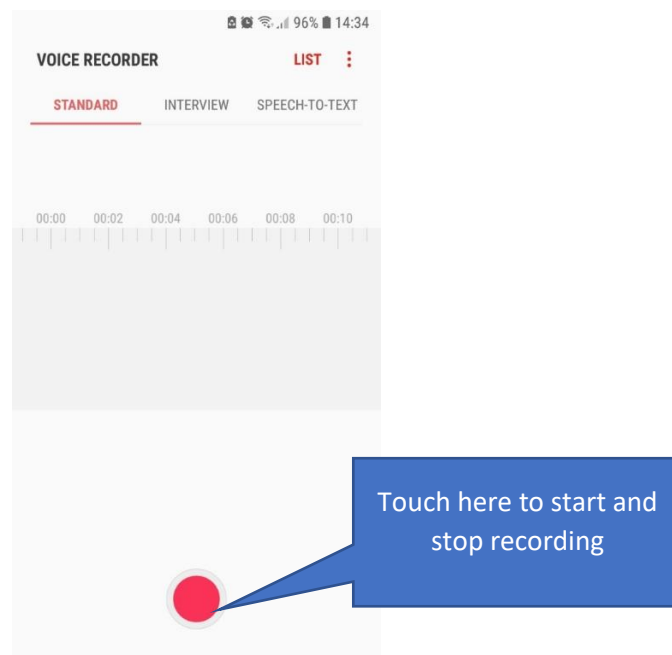 96% 14:34
VOICE RECORDER LIST
STANDARD INTERVIEW SPEECH-TO-TEXT
00:00 00:02 00:04 00:06 00:08 00:10
Touch here to start and
stop recording